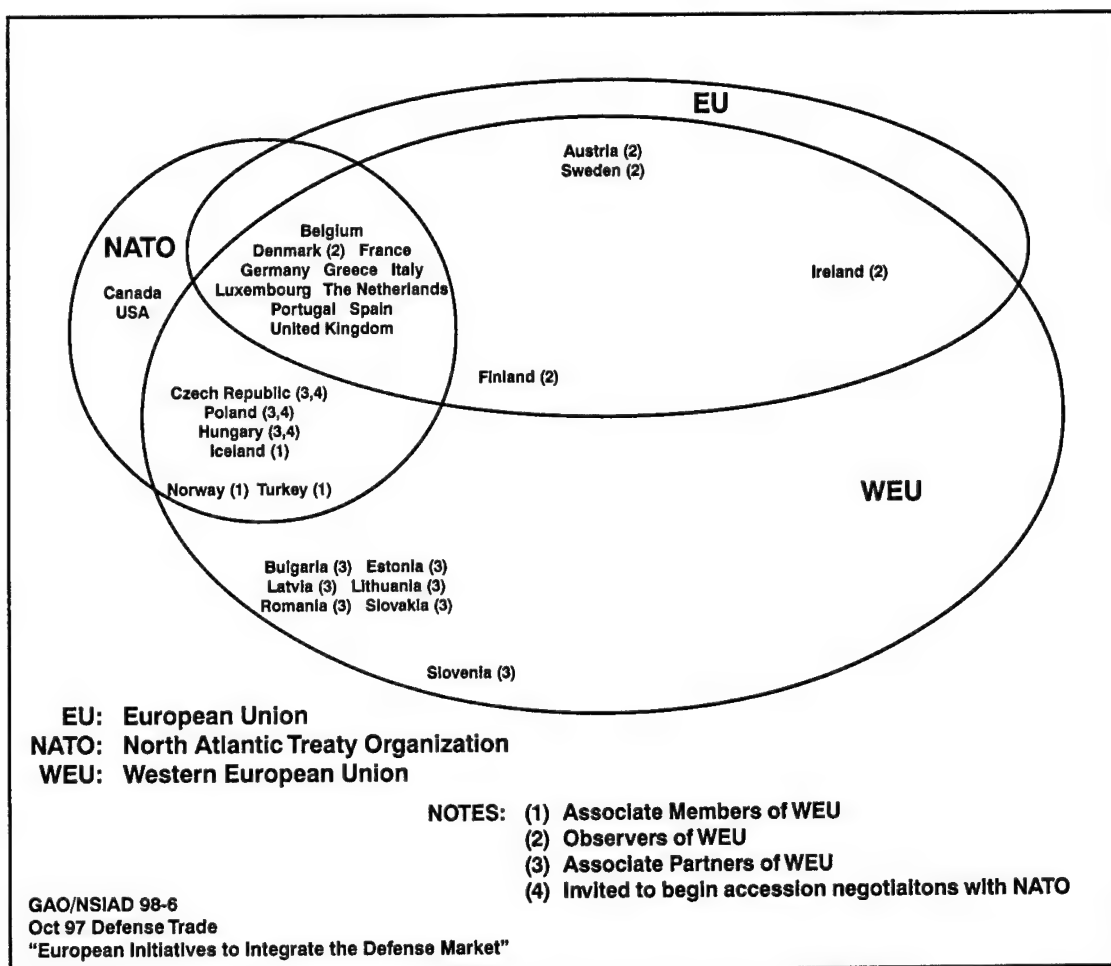 EU
Austria (2)
Sweden (2)
NATO
Canada
USA
Belgium
Denmark (2) France
Germany Greece Italy
Luxembourg The Netherlands
Portugal Spain
United Kingdom
Ireland (2)
Finland (2)
Czech Republic (3,4)
Poland (3,4)
Hungary (3,4)
Iceland (1)
Norway (1) Turkey (1)
WEU
Bulgaria (3) Estonia (3)
Latvia (3) Lithuania (3)
Romania (3) Slovakia (3)
Slovenia (3)
EU: European Union
NATO: North Atlantic Treaty Organization
WEU: Western European Union
NOTES: (1) Associate Members of WEU
(2) Observers of WEU
(3) Associate Partners of WEU
(4) Invited to begin accession negotiaitons with NATO
GAO/NSIAD 98-6
Oct 97 Defense Trade
“European Initiatives to Integrate the Defense Market”